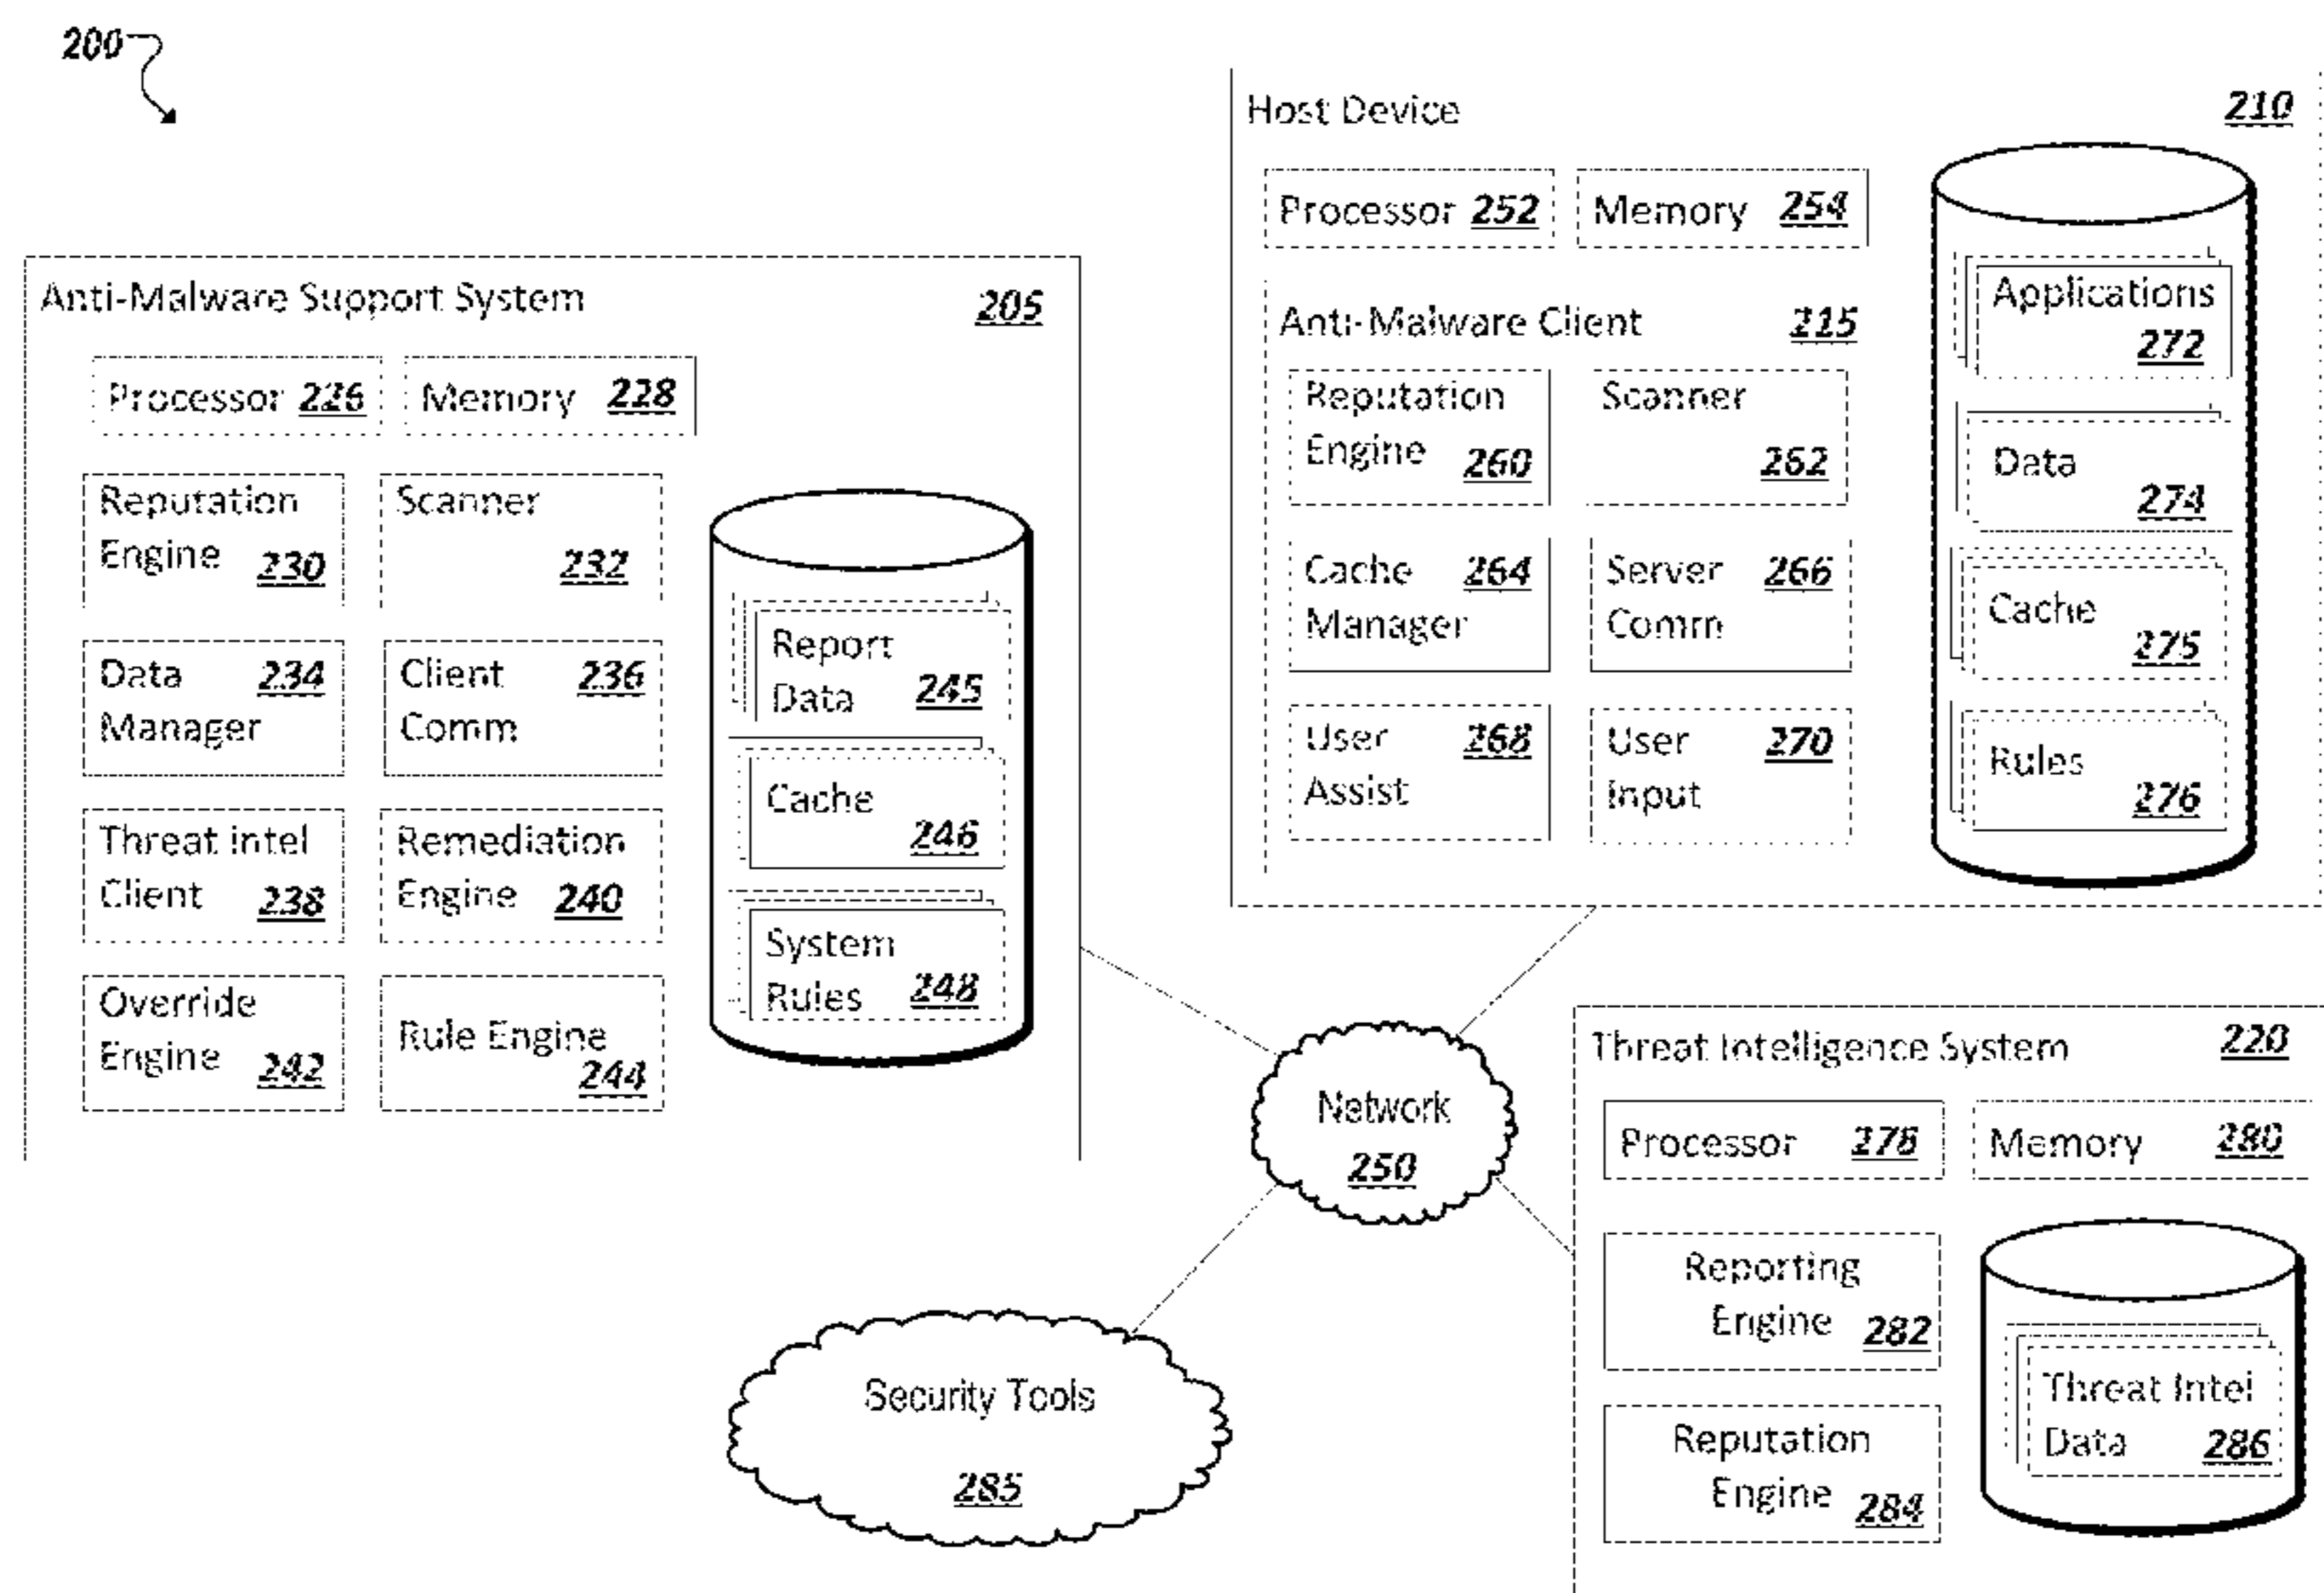 200
Host Device 210
Processor 252 Memory 254
Anti-Malware Client 215
Reputation
Engine 260
Scanner
262
Cache 264
Manager
Server 266
Comm
User 268
Assist
User 270
Input
Applications
272
Data
274
Cache
275
Rules
276
Anti-Malware Support System 205
Processor 226 Memory 228
Reputation
Engine 230
Scanner
232
Data 234
Manager
Client 236
Comm
Threat Intel
Client 238
Remediation
Engine 240
Override
Engine 242
Rule Engine
244
Report
Data 245
Cache
246
System
Rules 248
Network
250
Threat Intelligence System 220
Processor 278 Memory 280
Reporting
Engine 282
Reputation
Engine 284
Threat Intel
Data 286
Security Tools
285